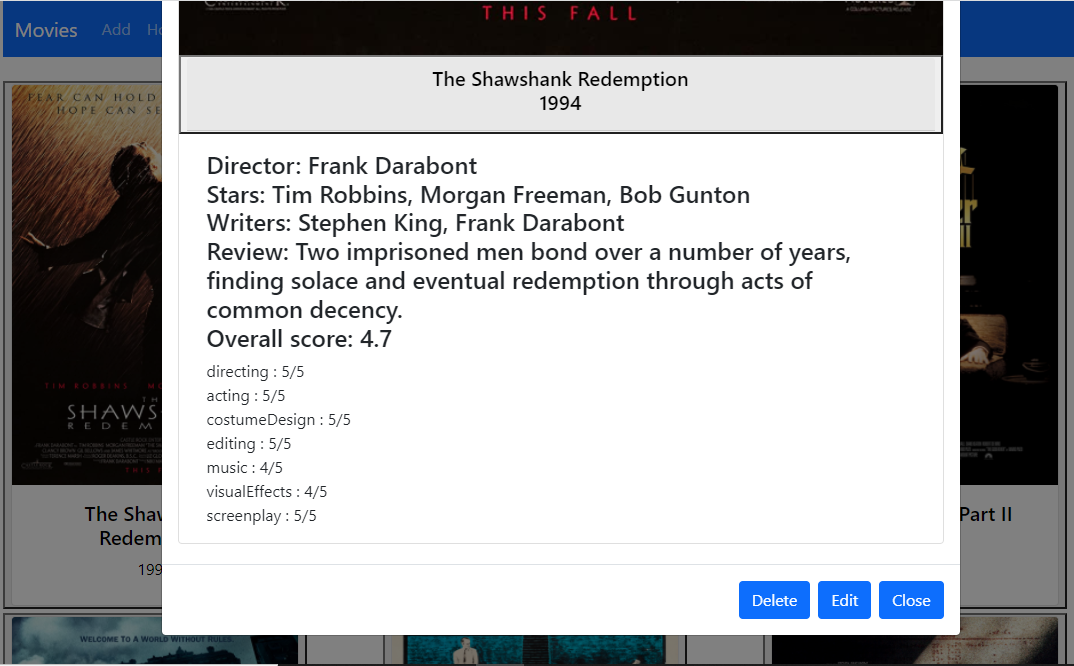 Movies Add
THIS FALL
The Shawshank Redemption
1994
Director: Frank Darabont
Stars: Tim Robbins, Morgan Freeman, Bob Gunton
Writers: Stephen King, Frank Darabont
Review: Two imprisoned men bond over a number of years,
finding solace and eventual redemption through acts of
common decency.
Overall score: 4.7
directing : 5/5
acting : 5/5
costumeDesign : 5/5
editing : 5/5
music : 4/5
visualEffects : 4/5
screenplay : 5/5
Delete Edit Close
FEAR CAN HOLD
HOPE CAN SE
TIM ROBBINS MO
TH
SHAWS
REDEM
THIS F
The Shaw
Redem
199
Part II
WELCOME TO A WORLD WITHOUT RULES.